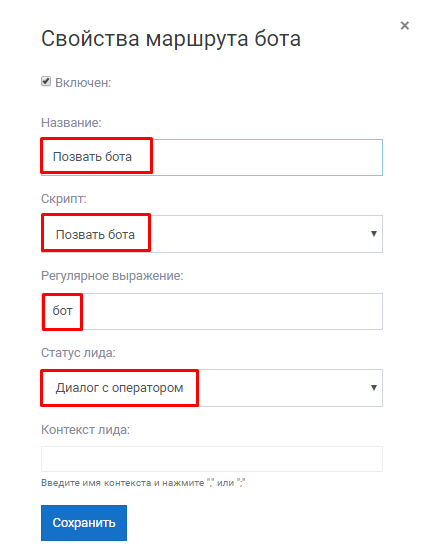 Свойства маршрута бота
×
Включен:
Название:
Позвать бота
Скрипт:
Позвать бота
Регулярное выражение:
бот
Статус лида:
Диалог с оператором
Контекст лида:
Введите имя контекста и нажмите "," или ";"
Сохранить